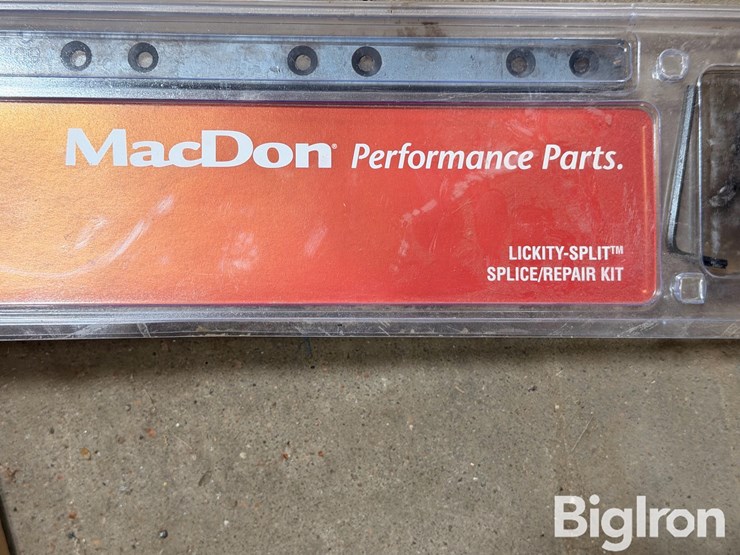 MacDon® Performance Parts.
LICKITY-SPLIT™
SPLICE/REPAIR KIT
BigIron